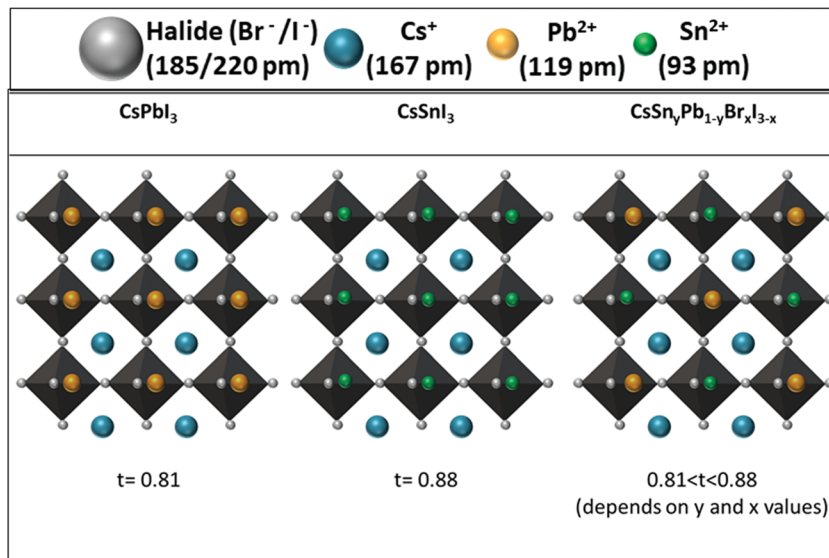 Halide (Br⁻/I⁻) Cs⁺ Pb²⁺ Sn²⁺
(185/220 pm) (167 pm) (119 pm) (93 pm)
CsPbI₃ CsSnI₃ CsSnᵧPb₁₋ᵧBrₓI₃₋ₓ
t= 0.81 t= 0.88 0.81<t<0.88
(depends on y and x values)